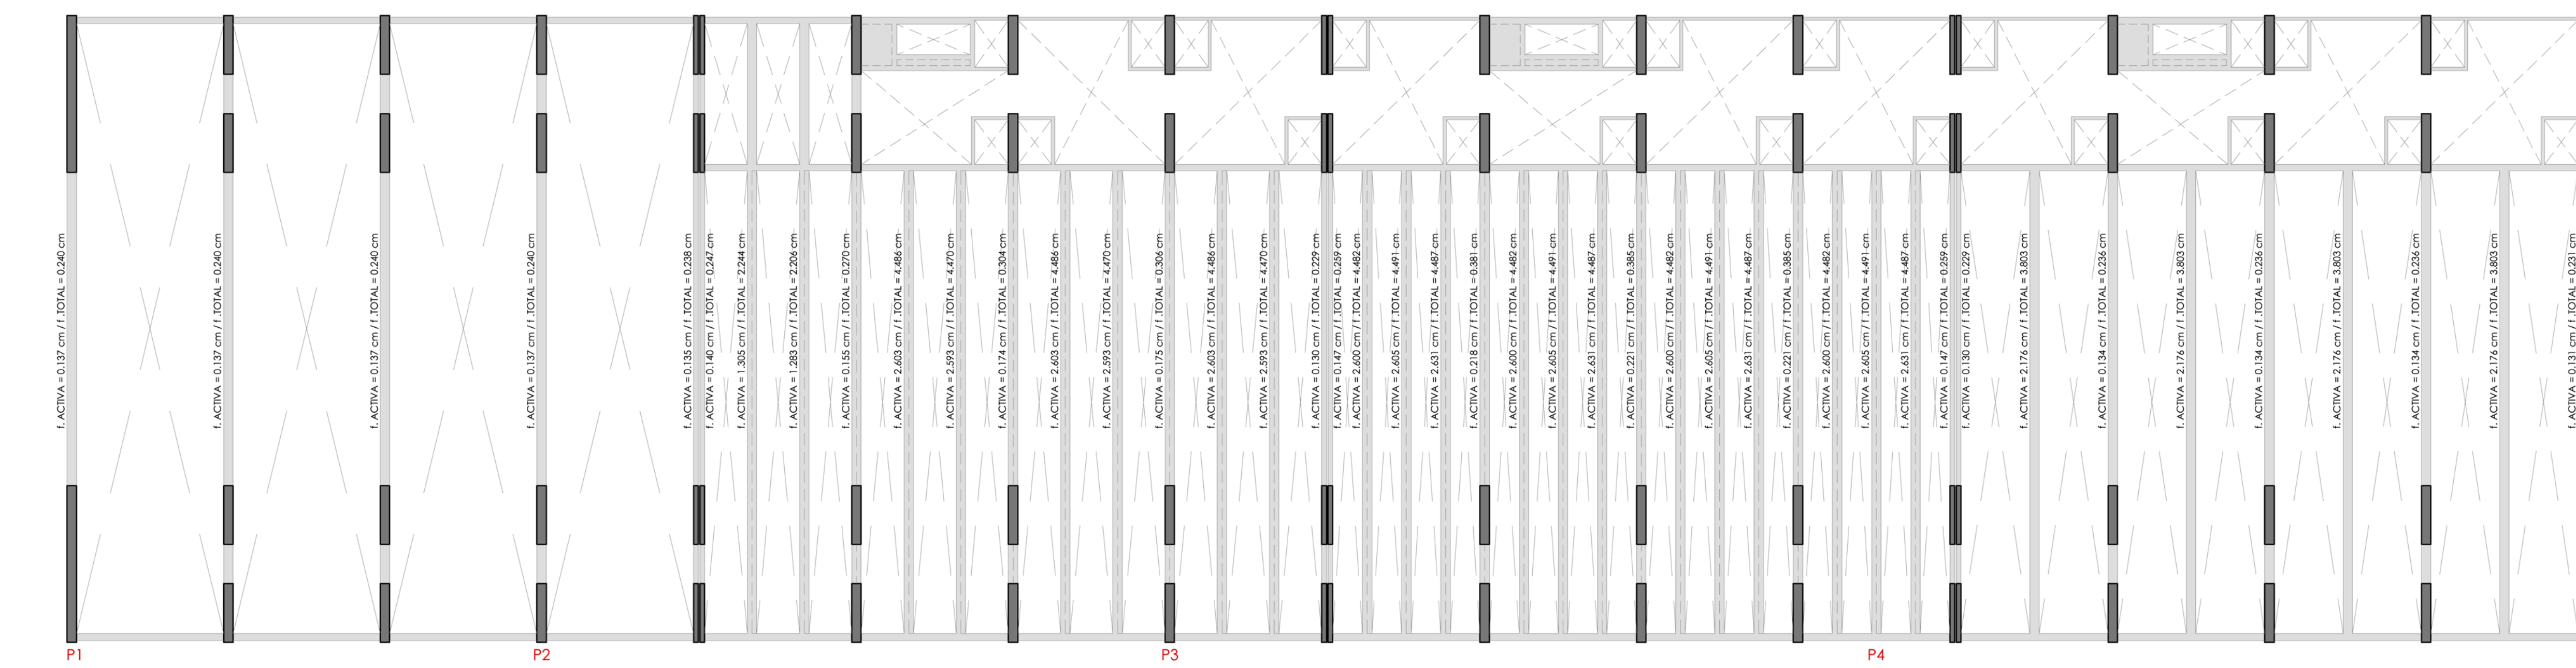 f. ACTIVA = 0.137 cm / f .TOTAL = 0.240 cm
f. ACTIVA = 0.137 cm / f .TOTAL = 0.240 cm
f. ACTIVA = 0.137 cm / f .TOTAL = 0.240 cm
f. ACTIVA = 0.137 cm / f .TOTAL = 0.240 cm
f. ACTIVA = 0.135 cm / f .TOTAL = 0.238 cm
f. ACTIVA = 0.140 cm / f .TOTAL = 0.247 cm
f. ACTIVA = 1.305 cm / f .TOTAL = 2.244 cm
f. ACTIVA = 1.283 cm / f .TOTAL = 2.206 cm
f. ACTIVA = 0.155 cm / f .TOTAL = 0.270 cm
f. ACTIVA = 2.603 cm / f .TOTAL = 4.486 cm
f. ACTIVA = 2.593 cm / f .TOTAL = 4.470 cm
f. ACTIVA = 0.174 cm / f .TOTAL = 0.304 cm
f. ACTIVA = 2.603 cm / f .TOTAL = 4.486 cm
f. ACTIVA = 2.593 cm / f .TOTAL = 4.470 cm
f. ACTIVA = 0.175 cm / f .TOTAL = 0.306 cm
f. ACTIVA = 2.603 cm / f .TOTAL = 4.486 cm
f. ACTIVA = 2.593 cm / f .TOTAL = 4.470 cm
f. ACTIVA = 0.130 cm / f .TOTAL = 0.229 cm
f. ACTIVA = 0.147 cm / f .TOTAL = 0.259 cm
f. ACTIVA = 2.600 cm / f .TOTAL = 4.482 cm
f. ACTIVA = 2.605 cm / f .TOTAL = 4.491 cm
f. ACTIVA = 2.631 cm / f .TOTAL = 4.487 cm
f. ACTIVA = 0.218 cm / f .TOTAL = 0.381 cm
f. ACTIVA = 2.600 cm / f .TOTAL = 4.482 cm
f. ACTIVA = 2.605 cm / f .TOTAL = 4.491 cm
f. ACTIVA = 2.631 cm / f .TOTAL = 4.487 cm
f. ACTIVA = 0.221 cm / f .TOTAL = 0.385 cm
f. ACTIVA = 2.600 cm / f .TOTAL = 4.482 cm
f. ACTIVA = 2.605 cm / f .TOTAL = 4.491 cm
f. ACTIVA = 2.631 cm / f .TOTAL = 4.487 cm
f. ACTIVA = 0.221 cm / f .TOTAL = 0.385 cm
f. ACTIVA = 2.600 cm / f .TOTAL = 4.482 cm
f. ACTIVA = 2.605 cm / f .TOTAL = 4.491 cm
f. ACTIVA = 2.631 cm / f .TOTAL = 4.487 cm
f. ACTIVA = 0.147 cm / f .TOTAL = 0.259 cm
f. ACTIVA = 0.130 cm / f .TOTAL = 0.229 cm
f. ACTIVA = 2.176 cm / f .TOTAL = 3.803 cm
f. ACTIVA = 0.134 cm / f .TOTAL = 0.236 cm
f. ACTIVA = 2.176 cm / f .TOTAL = 3.803 cm
f. ACTIVA = 0.134 cm / f .TOTAL = 0.236 cm
f. ACTIVA = 2.176 cm / f .TOTAL = 3.803 cm
f. ACTIVA = 0.134 cm / f .TOTAL = 0.236 cm
f. ACTIVA = 2.176 cm / f .TOTAL = 3.803 cm
f. ACTIVA = 0.131 cm / f .TOTAL = 0.231 cm
P1 P2 P3 P4